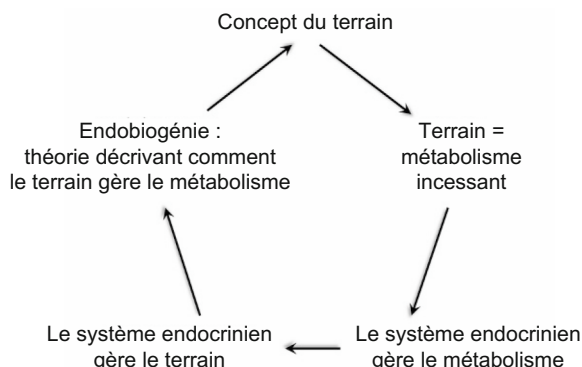 Concept du terrain
Terrain =
métabolisme
incessant
Le système endocrinien
gère le métabolisme
Le système endocrinien
gère le terrain
Endobiogénie :
théorie décrivant comment
le terrain gère le métabolisme